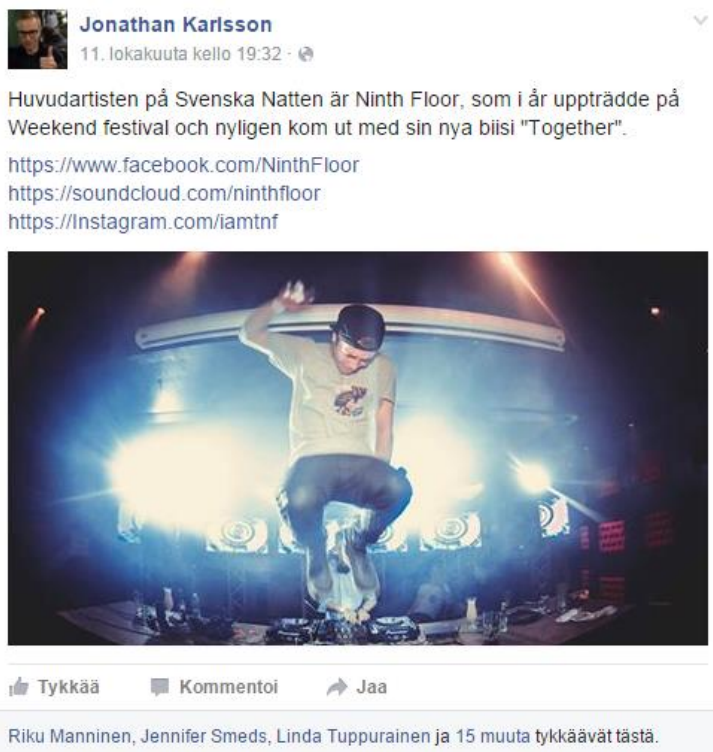 Jonathan Karlsson
11. lokakuuta kello 19:32 ·
Huvudartisten på Svenska Natten är Ninth Floor, som i år uppträdde på
Weekend festival och nyligen kom ut med sin nya biisi "Together".
https://www.facebook.com/NinthFloor
https://soundcloud.com/ninthfloor
https://Instagram.com/iamtnf
Tykkää Kommentoi Jaa
Riku Manninen, Jennifer Smeds, Linda Tuppurainen ja 15 muuta tykkäävät tästä.